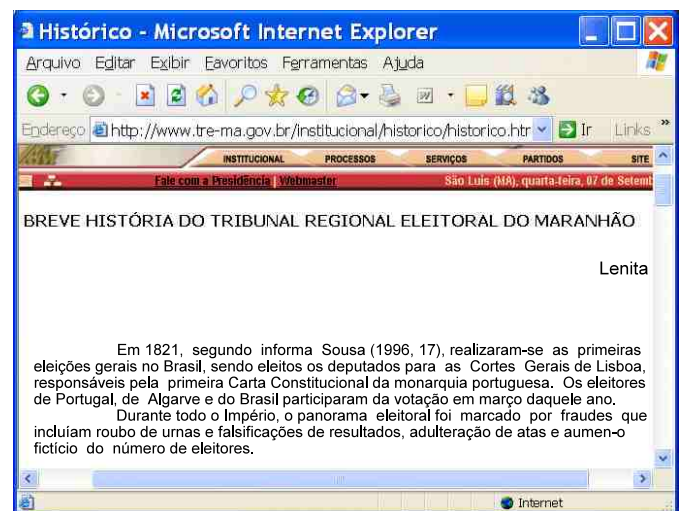 Histórico - Microsoft Internet Explorer
Arquivo Editar Exibir Favoritos Ferramentas Ajuda
Endereço http://www.tre-ma.gov.br/institucional/historico/historico.htr Ir Links »
INSTITUCIONAL PROCESSOS SERVIÇOS PARTIDOS SITE
Fale com a Presidência | Webmaster São Luis (MA), quarta-feira, 07 de Setemb
BREVE HISTÓRIA DO TRIBUNAL REGIONAL ELEITORAL DO MARANHÃO
Lenita
Em 1821, segundo informa Sousa (1996, 17), realizaram-se as primeiras
eleições gerais no Brasil, sendo eleitos os deputados para as Cortes Gerais de Lisboa,
responsáveis pela primeira Carta Constitucional da monarquia portuguesa. Os eleitores
de Portugal, de Algarve e do Brasil participaram da votação em março daquele ano.
Durante todo o Império, o panorama eleitoral foi marcado por fraudes que
incluíam roubo de urnas e falsificações de resultados, adulteração de atas e aumen-o
fictício do número de eleitores.
Internet